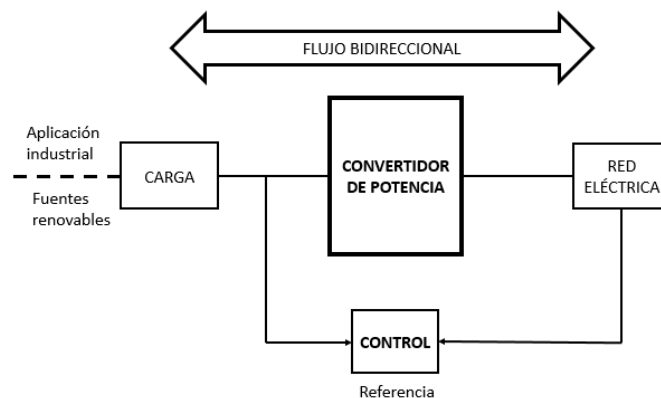 FLUJO BIDIRECCIONAL
Aplicación
industrial
Fuentes
renovables
CARGA
CONVERTIDOR
DE POTENCIA
RED
ELÉCTRICA
CONTROL
Referencia